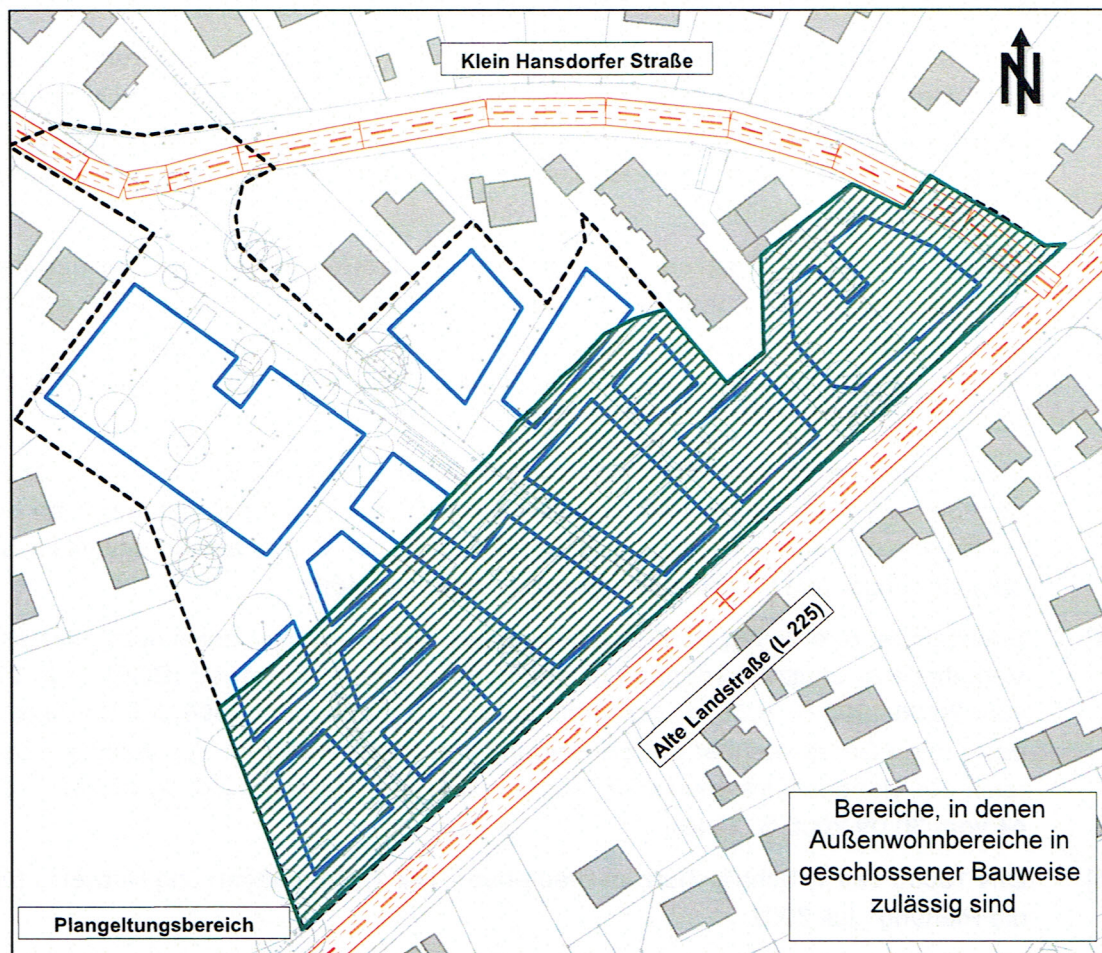 Klein Hansdorfer Straße
N
Alte Landstraße (L 225)
Bereiche, in denen
Außenwohnbereiche in
geschlossener Bauweise
zulässig sind
Plangeltungsbereich